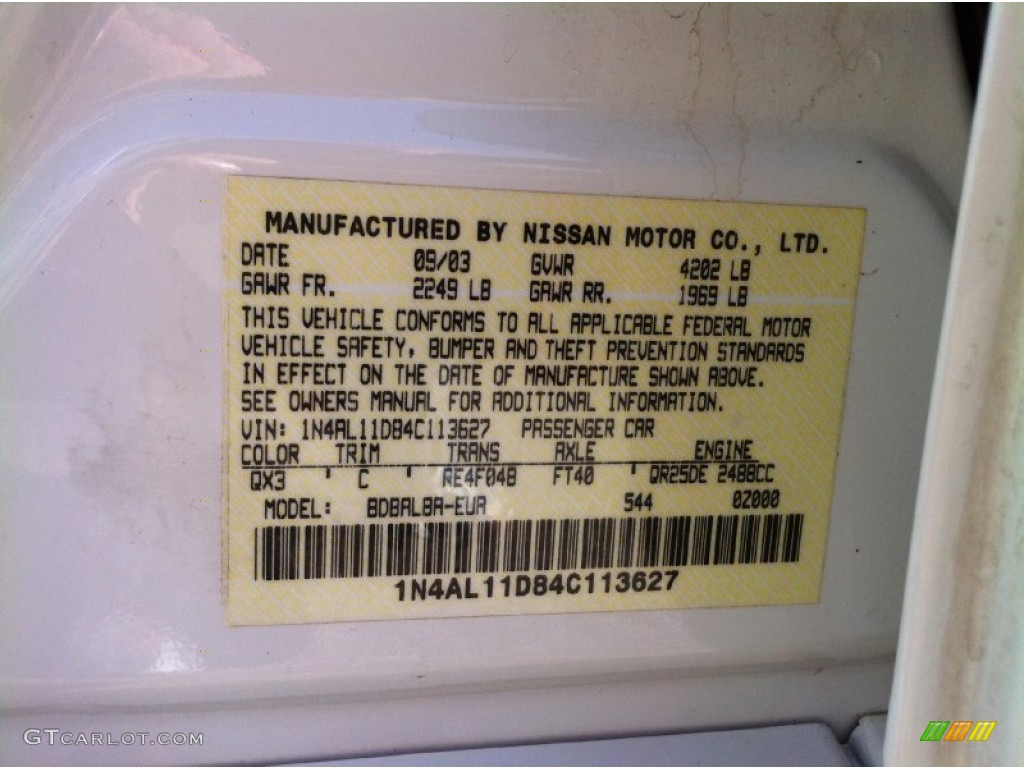 MANUFACTURED BY NISSAN MOTOR CO., LTD.
DATE 09/03 GVWR 4202 LB
GAWR FR. 2249 LB GAWR RR. 1969 LB
THIS VEHICLE CONFORMS TO ALL APPLICABLE FEDERAL MOTOR
VEHICLE SAFETY, BUMPER AND THEFT PREVENTION STANDARDS
IN EFFECT ON THE DATE OF MANUFACTURE SHOWN ABOVE.
SEE OWNERS MANUAL FOR ADDITIONAL INFORMATION.
VIN: 1N4AL11D84C113627 PASSENGER CAR
COLOR TRIM TRANS AXLE ENGINE
QX3 ' C ' RE4F04B FT40 ' QR25DE 2488CC
MODEL: BDBALBA-EUA 544 0Z000
1N4AL11D84C113627
GTCARLOT.COM